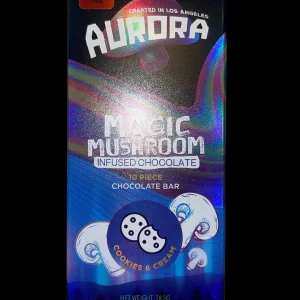 CRAFTED IN LOS ANGELES
AURORA
MAGIC
MUSHROOM
INFUSED CHOCOLATE
10 PIECE
CHOCOLATE BAR
COOKIES & CREAM
NET WEIGHT